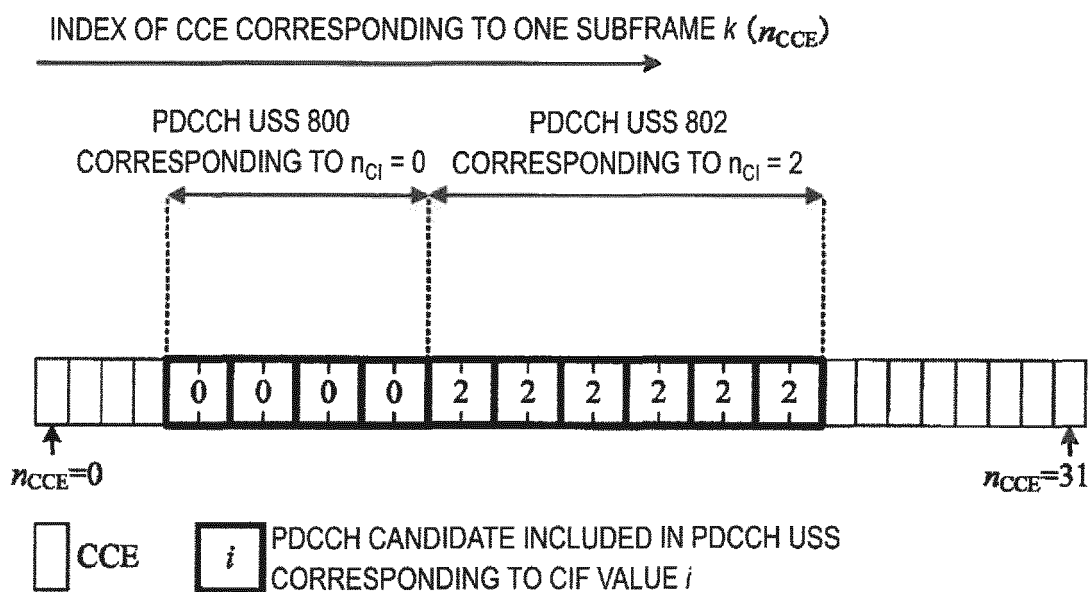 INDEX OF CCE CORRESPONDING TO ONE SUBFRAME k (nCCE)
PDCCH USS 800
CORRESPONDING TO nCI = 0
PDCCH USS 802
CORRESPONDING TO nCI = 2
0 0 0 0 2 2 2 2 2 2
nCCE=0
nCCE=31
CCE
i
PDCCH CANDIDATE INCLUDED IN PDCCH USS
CORRESPONDING TO CIF VALUE i